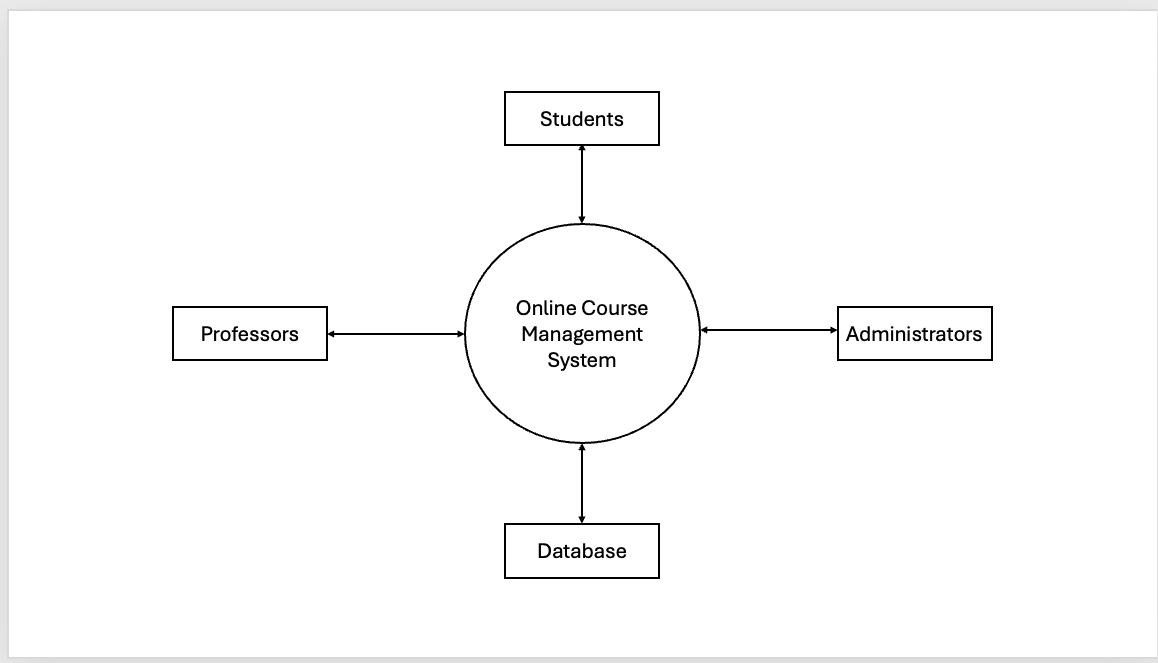 Students
Professors
Online Course
Management
System
Administrators
Database